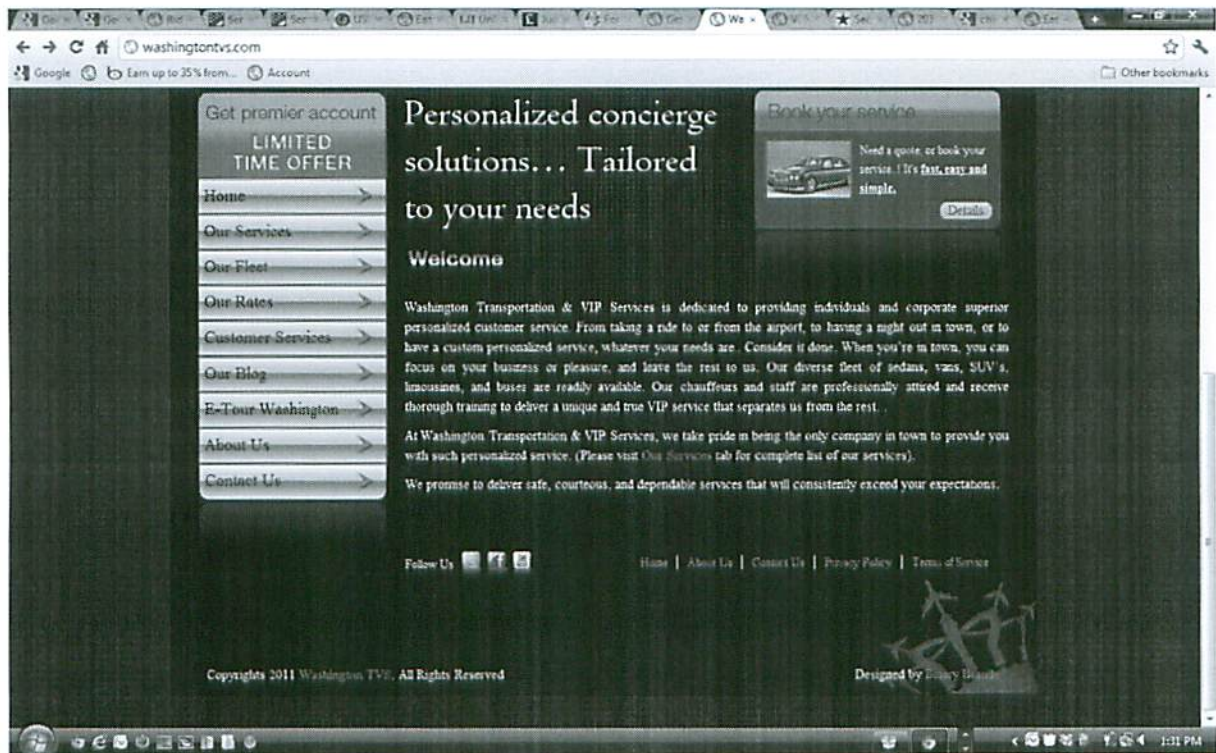 washingtontvs.com
Google
Earn up to 35% from...
Account
Other bookmarks
Get premier account
LIMITED
TIME OFFER
Home
Our Services
Our Fleet
Our Rates
Customer Services
Our Blog
E-Tour Washington
About Us
Contact Us
Personalized concierge
solutions... Tailored
to your needs
Book your service
Need a quote, or book your
service ! It's fast, easy and
simple.
Details
Welcome
Washington Transportation & VIP Services is dedicated to providing individuals and corporate superior
personalized customer service. From taking a ride to or from the airport, to having a night out in town, or to
have a custom personalized service, whatever your needs are.. Consider it done. When you're in town, you can
focus on your business or pleasure, and leave the rest to us. Our diverse fleet of sedans, vans, SUV's,
limousines, and buses are readily available. Our chauffeurs and staff are professionally attired and receive
thorough training to deliver a unique and true VIP service that separates us from the rest. .
At Washington Transportation & VIP Services, we take pride in being the only company in town to provide you
with such personalized service. (Please visit Our Services tab for complete list of our services).
We promise to deliver safe, courteous, and dependable services that will consistently exceed your expectations.
Follow Us
Home | About Us | Contact Us | Privacy Policy | Terms of Service
Copyrights 2011 Washington TVS, All Rights Reserved
Designed by
1:31 PM